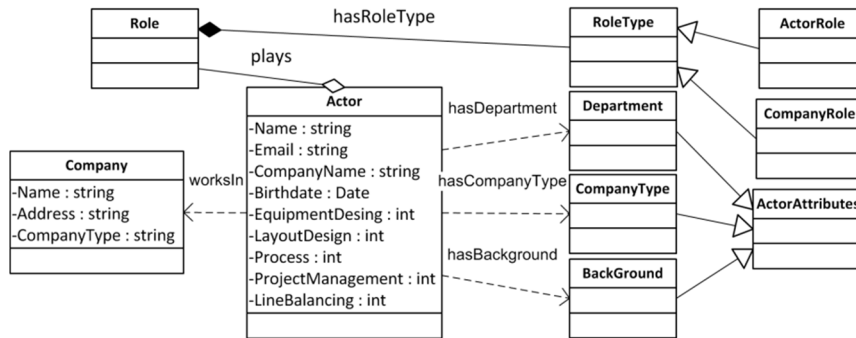 Role
hasRoleType
RoleType
ActorRole
plays
Actor
-Name : string
-Email : string
-CompanyName : string
-Birthdate : Date
-EquipmentDesing : int
-LayoutDesign : int
-Process : int
-ProjectManagement : int
-LineBalancing : int
hasDepartment
Department
CompanyRole
Company
-Name : string
-Address : string
-CompanyType : string
worksIn
hasCompanyType
CompanyType
ActorAttributes
hasBackground
BackGround